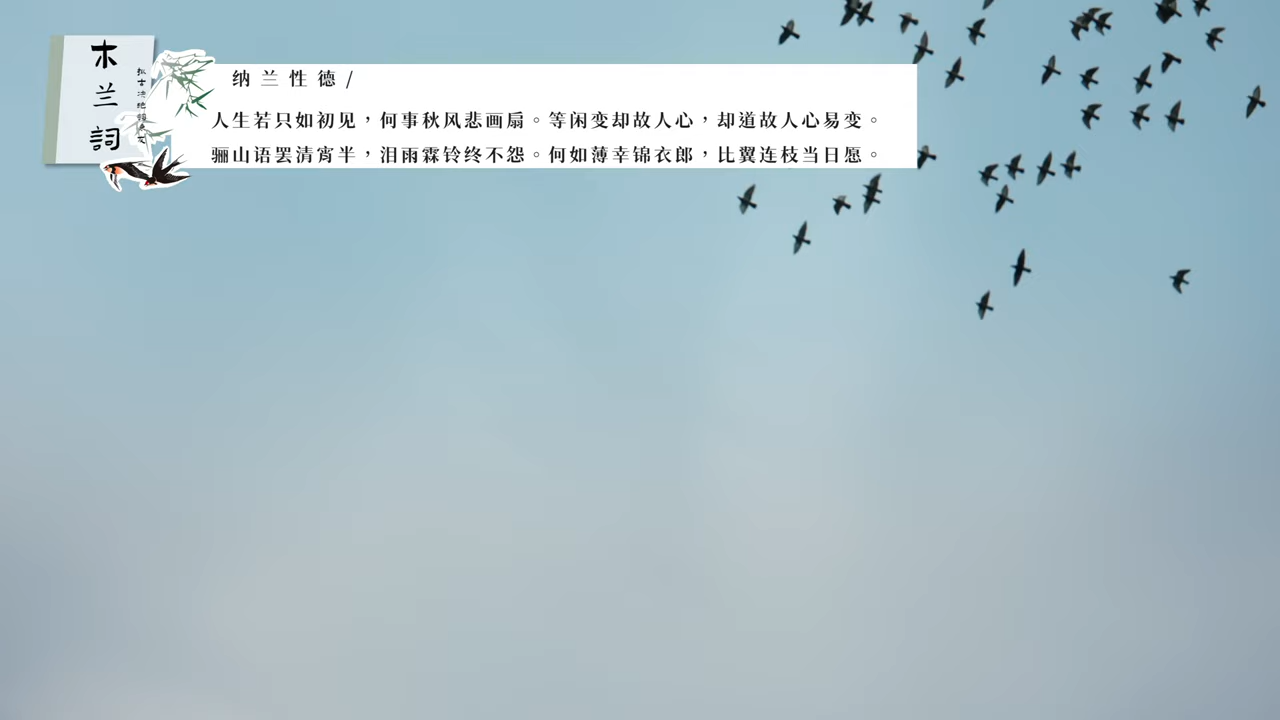 木兰詞
纳兰性德/
人生若只如初见，何事秋风悲画扇。等闲变却故人心，却道故人心易变。
骊山语罢清宵半，泪雨霖铃终不怨。何如薄幸锦衣郎，比翼连枝当日愿。